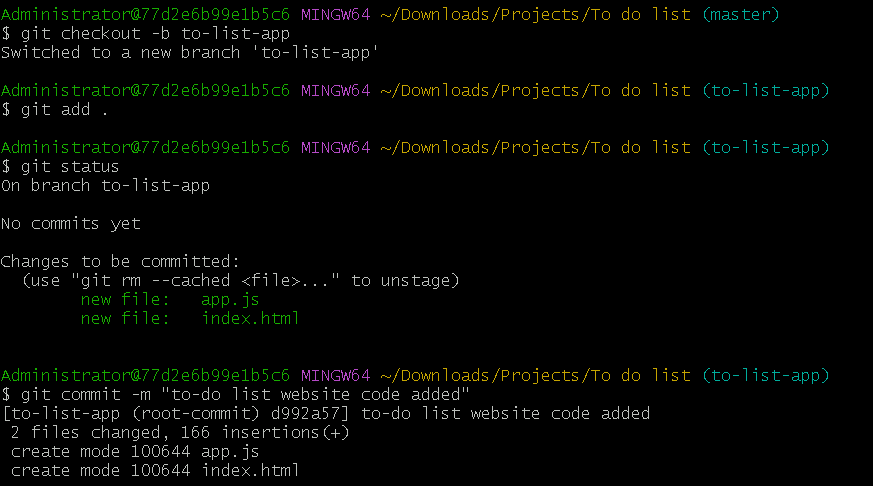 Administrator@77d2e6b99e1b5c6 MINGW64 ~/Downloads/Projects/To do list (master)
$ git checkout -b to-list-app
Switched to a new branch 'to-list-app'
Administrator@77d2e6b99e1b5c6 MINGW64 ~/Downloads/Projects/To do list (to-list-app)
$ git add .
Administrator@77d2e6b99e1b5c6 MINGW64 ~/Downloads/Projects/To do list (to-list-app)
$ git status
On branch to-list-app
No commits yet
Changes to be committed:
  (use "git rm --cached <file>..." to unstage)
        new file:   app.js
        new file:   index.html
Administrator@77d2e6b99e1b5c6 MINGW64 ~/Downloads/Projects/To do list (to-list-app)
$ git commit -m "to-do list website code added"
[to-list-app (root-commit) d992a57] to-do list website code added
 2 files changed, 166 insertions(+)
 create mode 100644 app.js
 create mode 100644 index.html